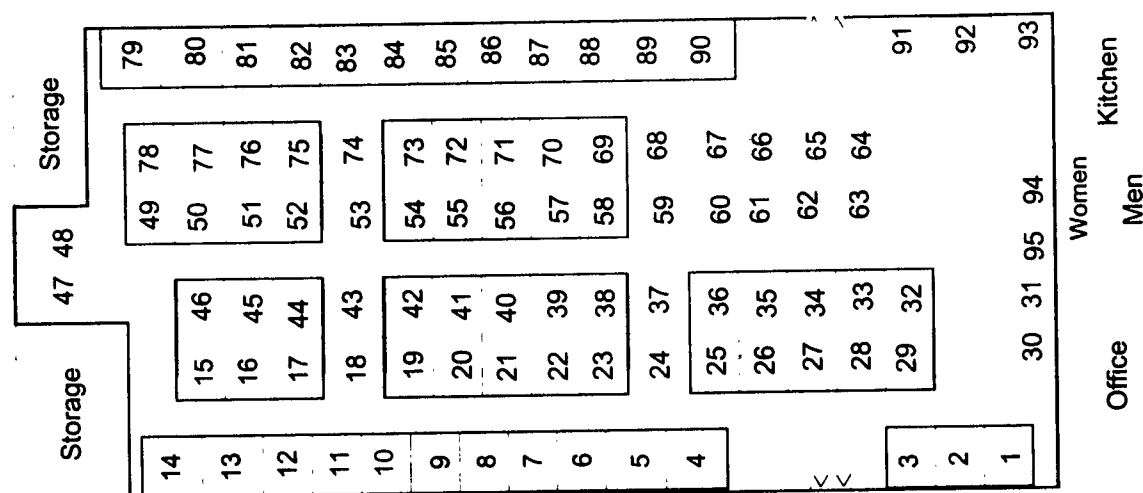 Storage 47 48 Storage
49 78 79
14 15 46 50 77 80
13 16 45 51 76 81
12 17 44 52 75 82
11 18 43 53 74 83
10 19 42 54 73 84
9 20 41 55 72 85
8 21 40 56 71 86
7 22 39 57 70 87
6 23 38 58 69 88
5 24 37 59 68 89
4 25 36 60 67 90
26 35 61 66
27 34 62 65
28 33 63 64
3 29 32 91
2 92
1 30 31 95 94 93
Women
Office Men Kitchen